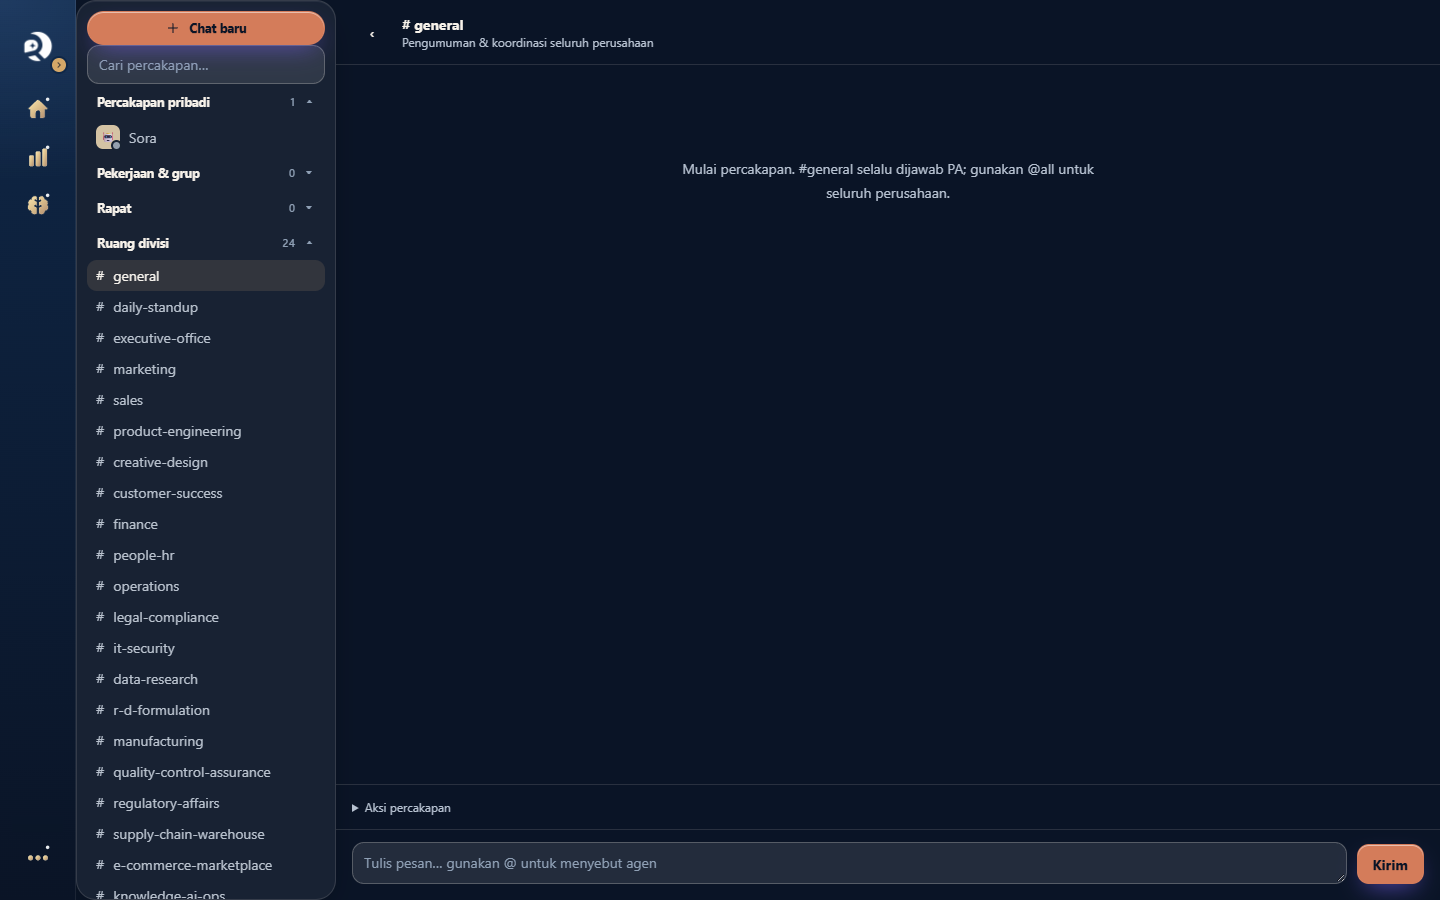 + Chat baru
Cari percakapan...
Percakapan pribadi 1
Sora
Pekerjaan & grup 0
Rapat 0
Ruang divisi 24
# general
# daily-standup
# executive-office
# marketing
# sales
# product-engineering
# creative-design
# customer-success
# finance
# people-hr
# operations
# legal-compliance
# it-security
# data-research
# r-d-formulation
# manufacturing
# quality-control-assurance
# regulatory-affairs
# supply-chain-warehouse
# e-commerce-marketplace
# knowledge-ai-ops
# general
Pengumuman & koordinasi seluruh perusahaan
Mulai percakapan. #general selalu dijawab PA; gunakan @all untuk
seluruh perusahaan.
Aksi percakapan
Tulis pesan... gunakan @ untuk menyebut agen
Kirim